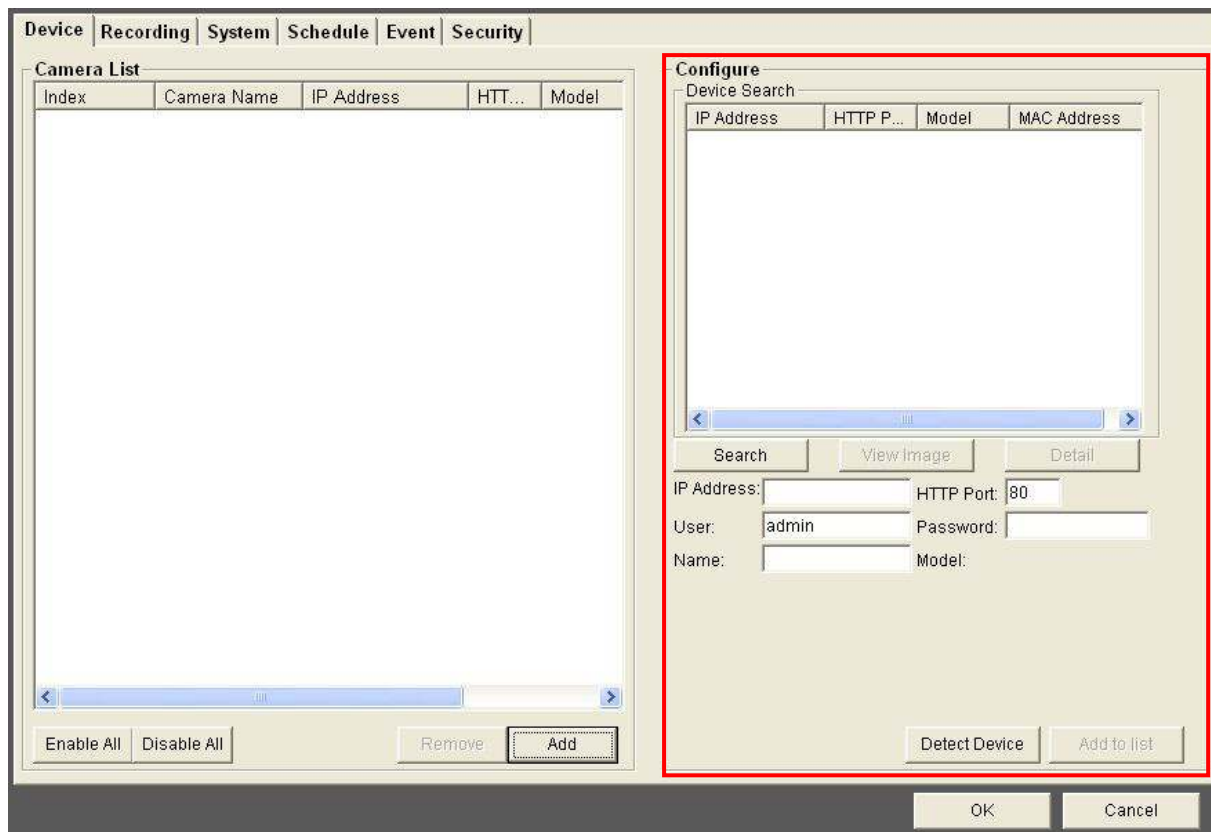 Device Recording System Schedule Event Security
Camera List
Index Camera Name IP Address HTT... Model
Enable All Disable All Remove Add
Configure
Device Search
IP Address HTTP P... Model MAC Address
Search View Image Detail
IP Address: HTTP Port: 80
User: admin Password:
Name: Model:
Detect Device Add to list
OK Cancel